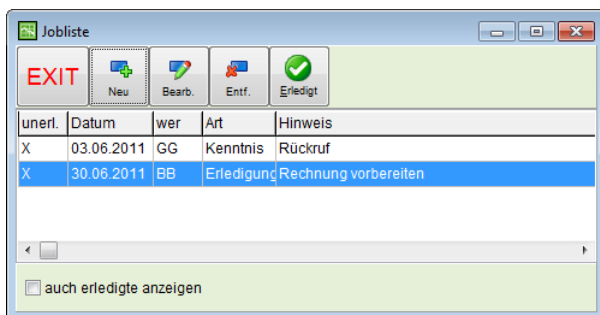 Jobliste
EXIT Neu Bearb. Entf. Erledigt
unerl. Datum wer Art Hinweis
X 03.06.2011 GG Kenntnis Rückruf
X 30.06.2011 BB Erledigung Rechnung vorbereiten
auch erledigte anzeigen